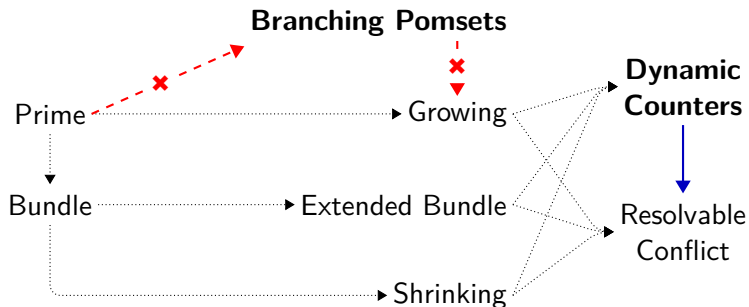 Branching Pomsets
Dynamic
Counters
Prime
Growing
Bundle
Extended Bundle
Resolvable
Conflict
Shrinking